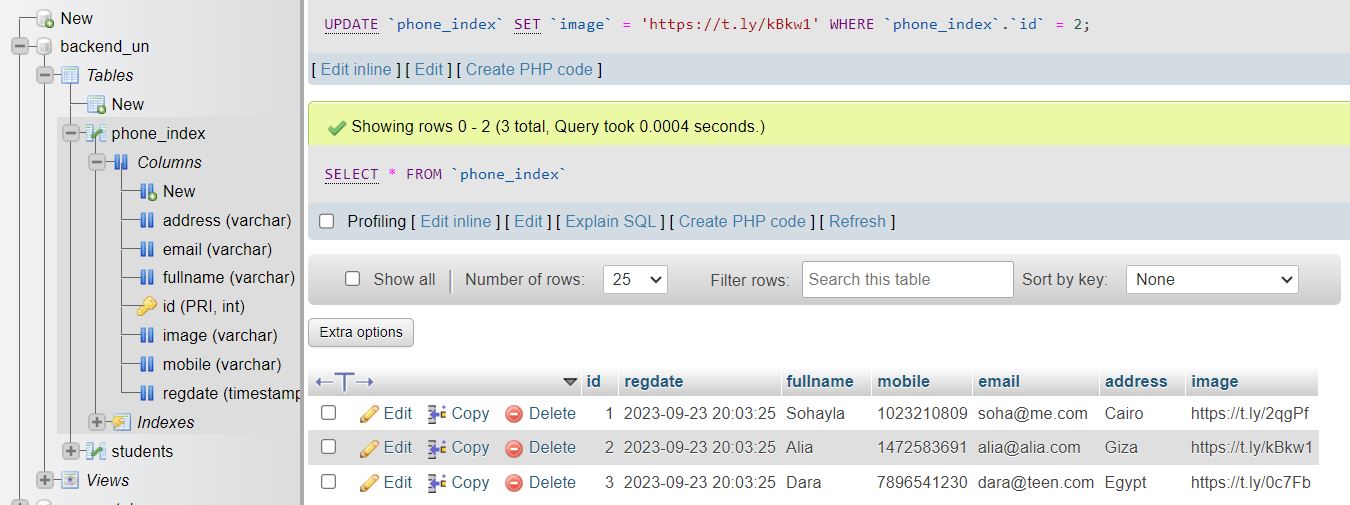 New
backend_un
Tables
New
phone_index
Columns
New
address (varchar)
email (varchar)
fullname (varchar)
id (PRI, int)
image (varchar)
mobile (varchar)
regdate (timestamp
Indexes
students
Views
UPDATE `phone_index` SET `image` = 'https://t.ly/kBkw1' WHERE `phone_index`.`id` = 2;
[ Edit inline ] [ Edit ] [ Create PHP code ]
Showing rows 0 - 2 (3 total, Query took 0.0004 seconds.)
SELECT * FROM `phone_index`
Profiling [ Edit inline ] [ Edit ] [ Explain SQL ] [ Create PHP code ] [ Refresh ]
Show all | Number of rows: 25 Filter rows: Search this table Sort by key: None
Extra options
id regdate fullname mobile email address image
Edit Copy Delete 1 2023-09-23 20:03:25 Sohayla 1023210809 soha@me.com Cairo https://t.ly/2qgPf
Edit Copy Delete 2 2023-09-23 20:03:25 Alia 1472583691 alia@alia.com Giza https://t.ly/kBkw1
Edit Copy Delete 3 2023-09-23 20:03:25 Dara 7896541230 dara@teen.com Egypt https://t.ly/0c7Fb